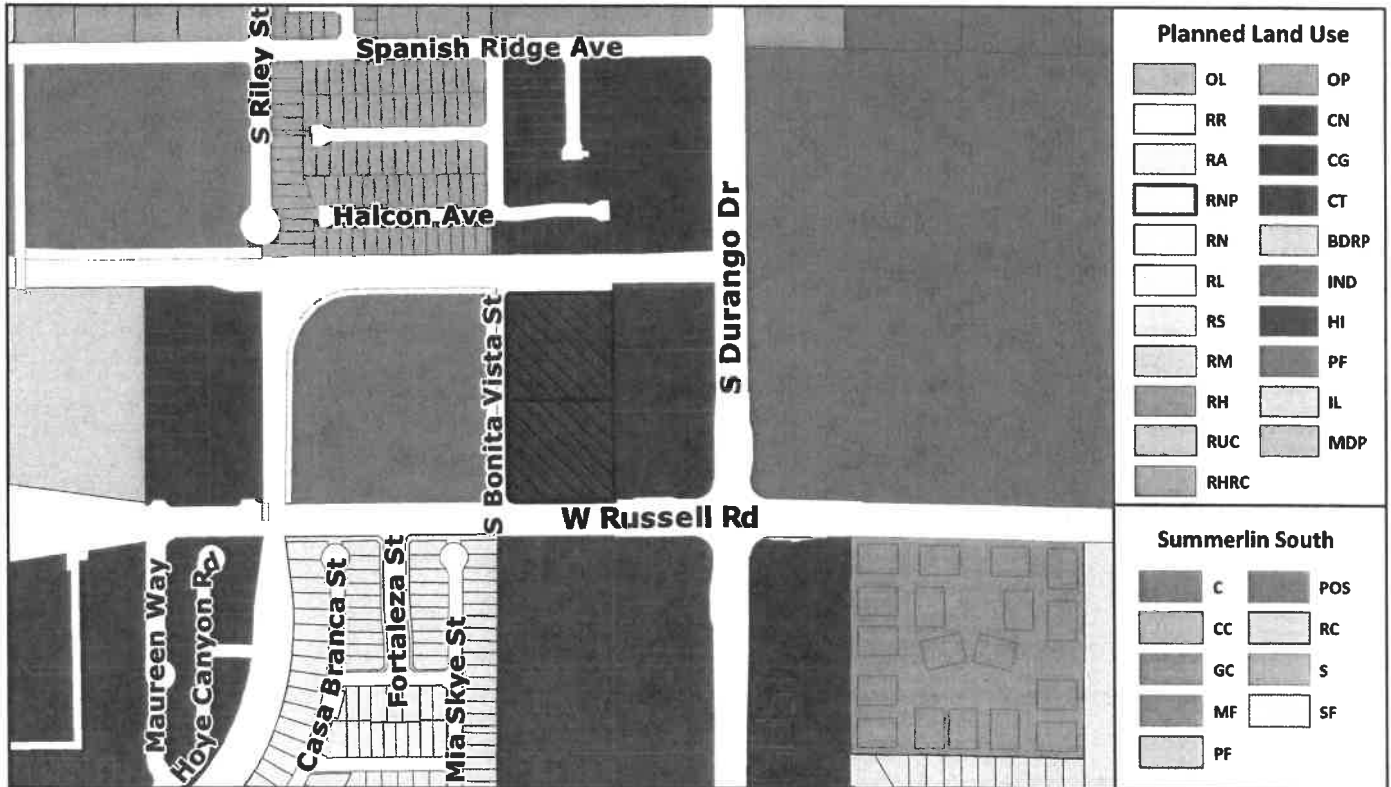 S Riley St
Spanish Ridge Ave
Halcon Ave
S Durango Dr
S Bonita Vista St
W Russell Rd
Maureen Way
Hoye Canyon R
Casa Branca St
Fortaleza St
Mia Skye St
Planned Land Use
OL
OP
RR
CN
RA
CG
RNP
CT
RN
BDRP
RL
IND
RS
HI
RM
PF
RH
IL
RUC
MDP
RHRC
Summerlin South
C
POS
CC
RC
GC
S
MF
SF
PF